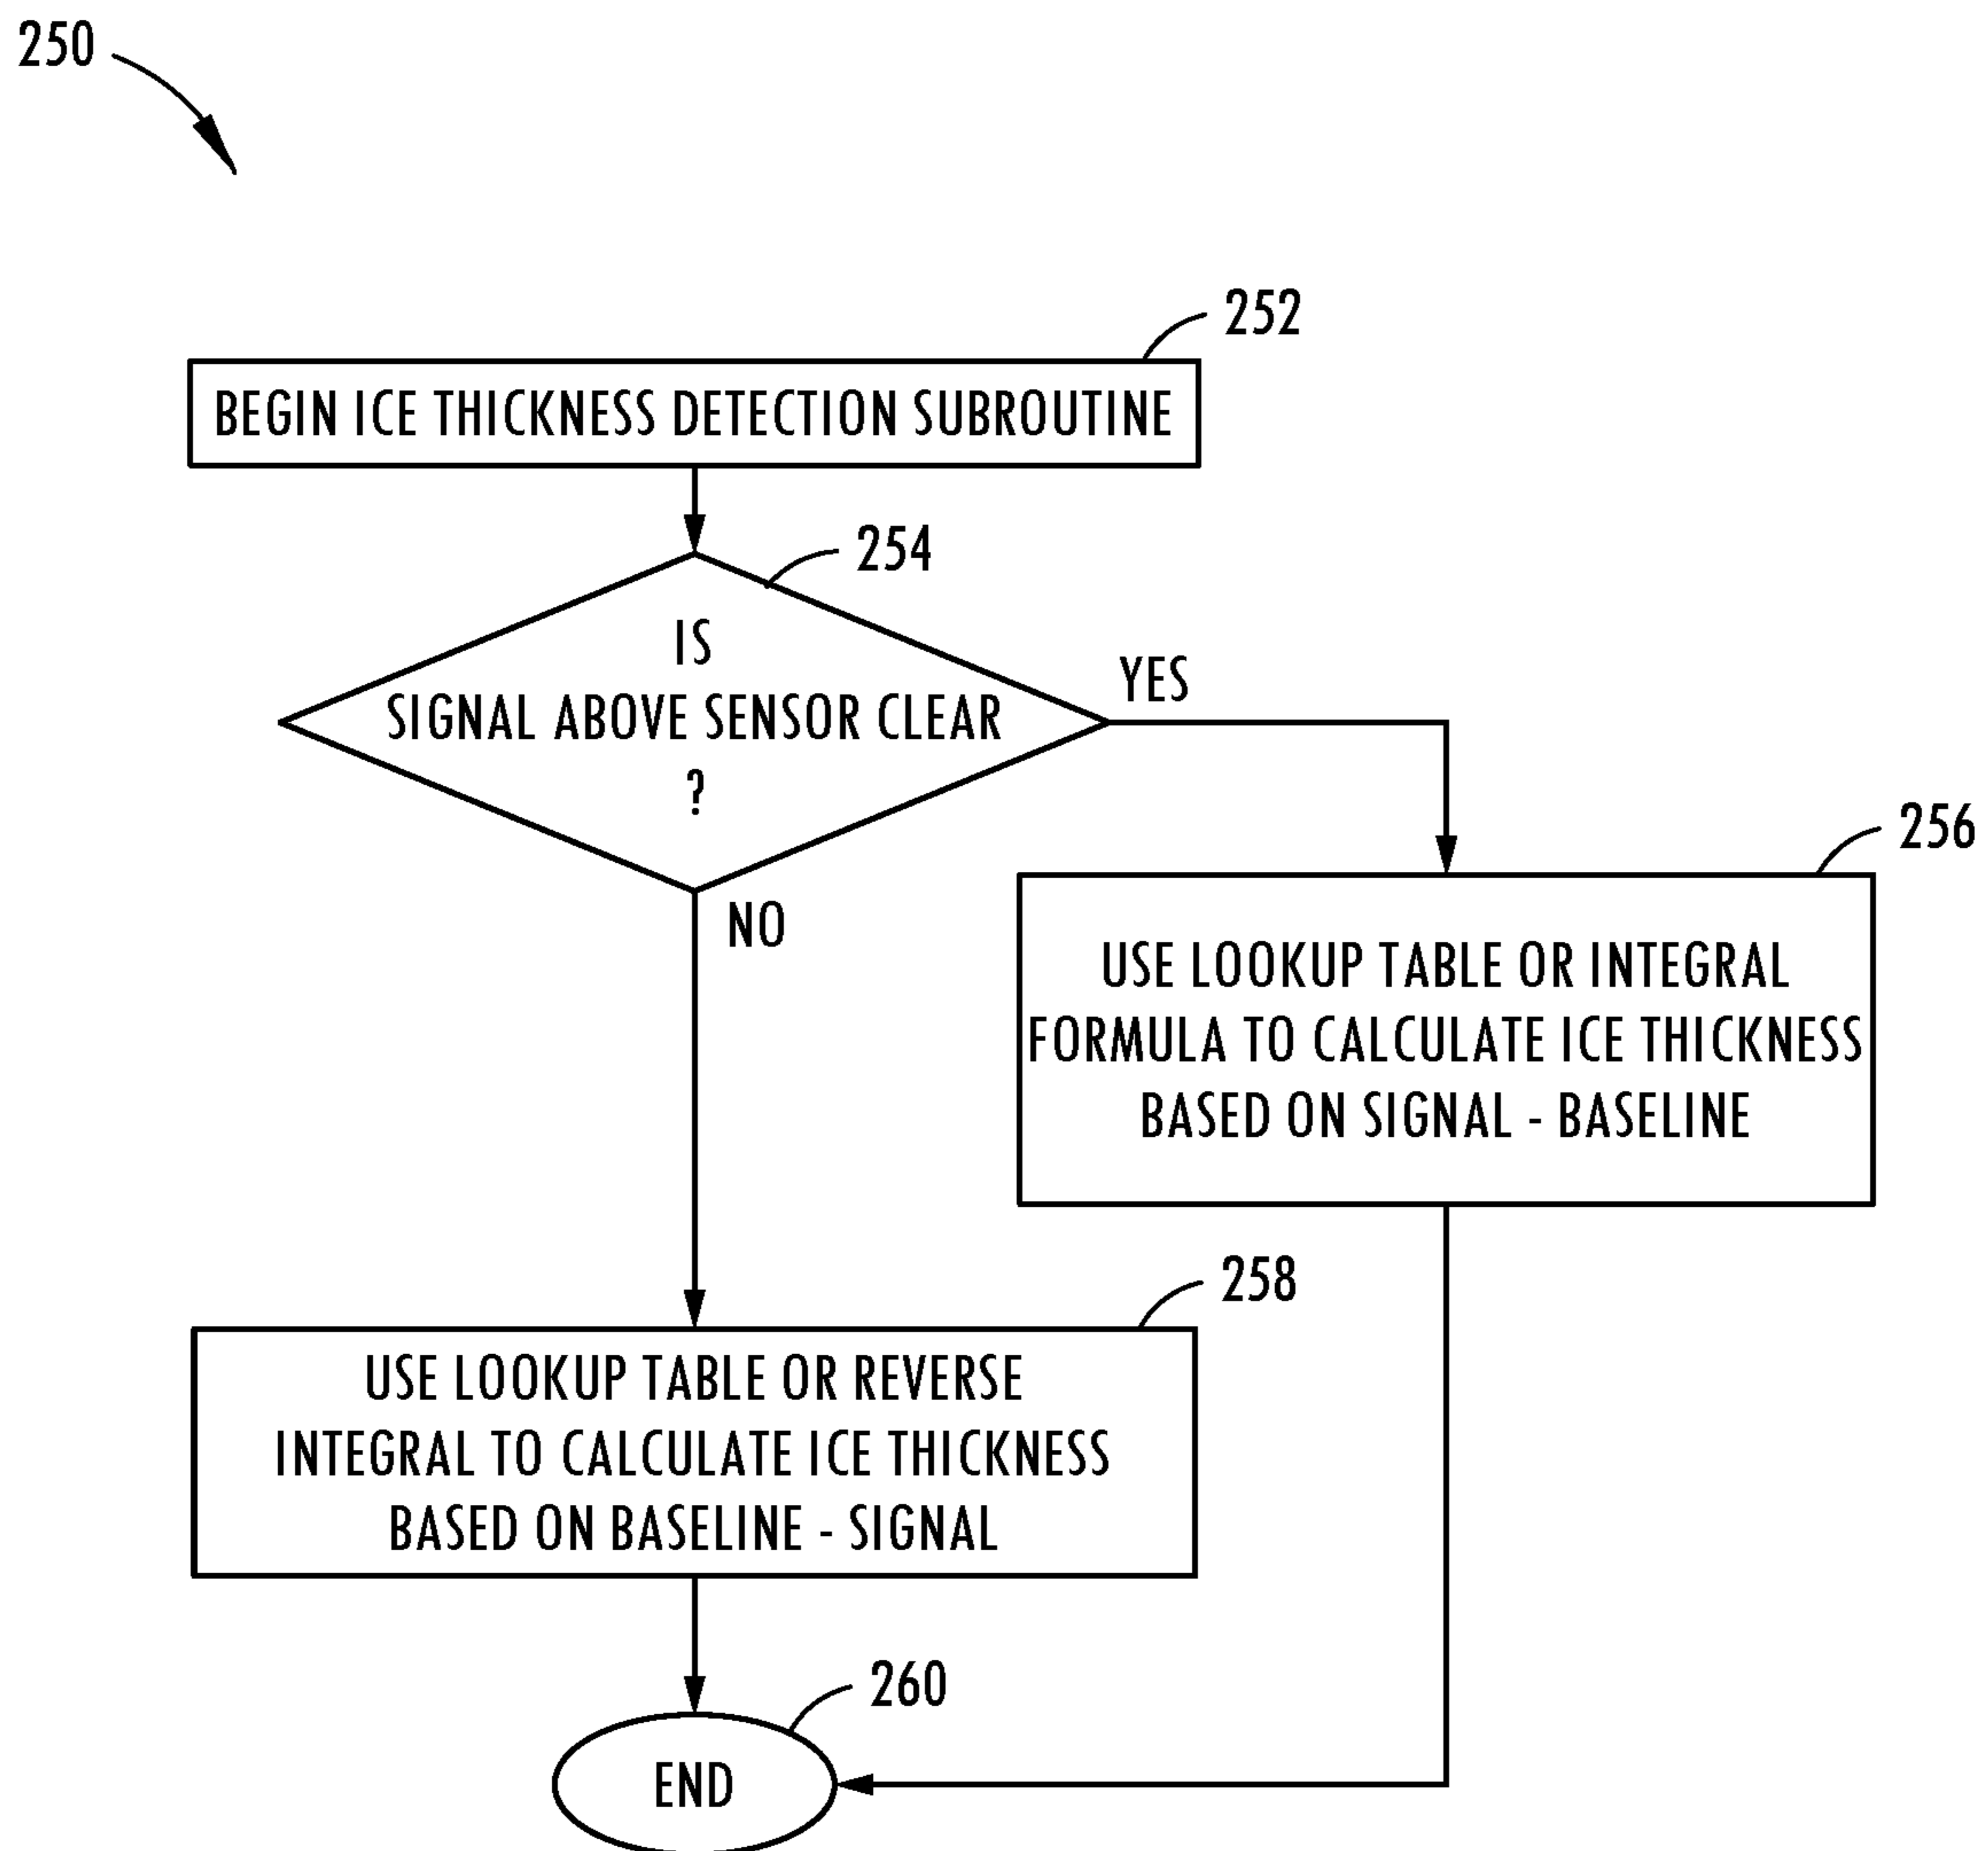 250
252
BEGIN ICE THICKNESS DETECTION SUBROUTINE
254
IS
SIGNAL ABOVE SENSOR CLEAR
?
YES
NO
256
USE LOOKUP TABLE OR INTEGRAL
FORMULA TO CALCULATE ICE THICKNESS
BASED ON SIGNAL - BASELINE
258
USE LOOKUP TABLE OR REVERSE
INTEGRAL TO CALCULATE ICE THICKNESS
BASED ON BASELINE - SIGNAL
260
END